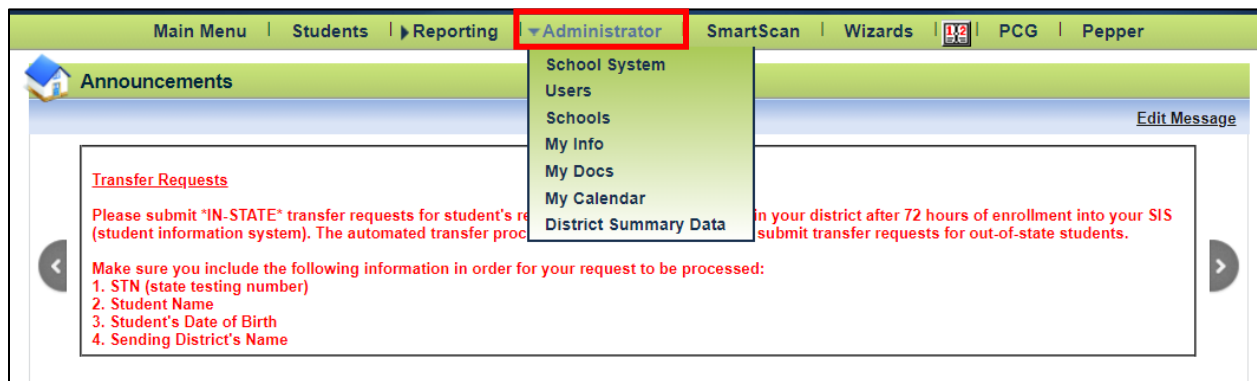 Main Menu | Students | Reporting | Administrator SmartScan | Wizards | 12 | PCG | Pepper
School System
Announcements
Users
Schools
Edit Message
My Info
My Docs
My Calendar
District Summary Data
Transfer Requests
Please submit *IN-STATE* transfer requests for student's in your district after 72 hours of enrollment into your SIS
(student information system). The automated transfer submit transfer requests for out-of-state students.
Make sure you include the following information in order for your request to be processed:
1. STN (state testing number)
2. Student Name
3. Student's Date of Birth
4. Sending District's Name